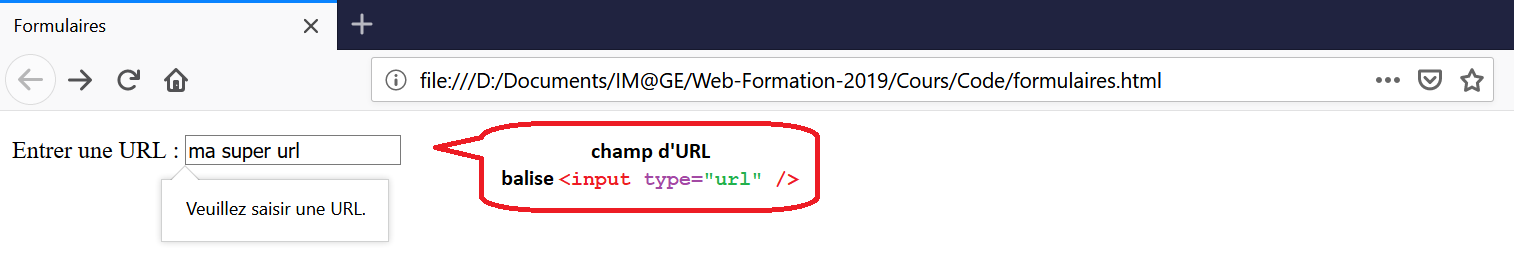 Formulaires
file:///D:/Documents/IM@GE/Web-Formation-2019/Cours/Code/formulaires.html
Entrer une URL : ma super url
champ d'URL
balise <input type="url" />
Veuillez saisir une URL.